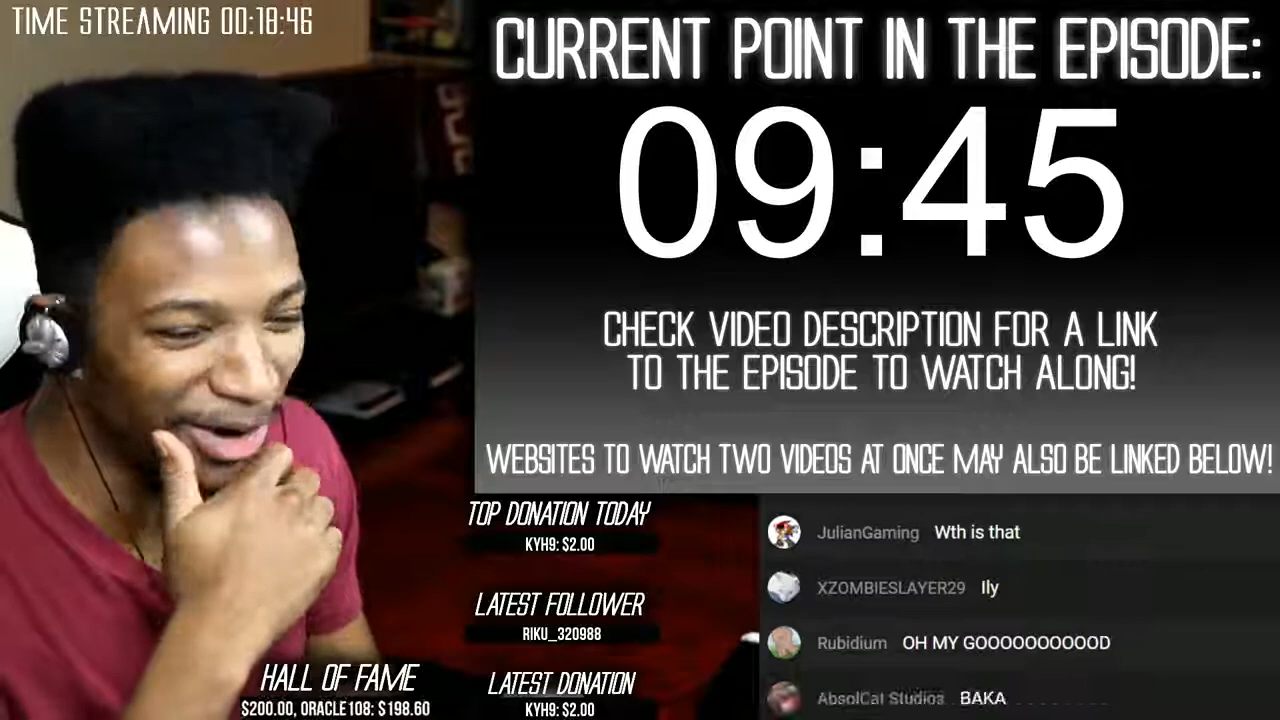 TIME STREAMING 00:18:46
CURRENT POINT IN THE EPISODE:
09:45
CHECK VIDEO DESCRIPTION FOR A LINK
TO THE EPISODE TO WATCH ALONG!
WEBSITES TO WATCH TWO VIDEOS AT ONCE MAY ALSO BE LINKED BELOW!
TOP DONATION TODAY
KYH9: $2.00
LATEST FOLLOWER
RIKU_320988
LATEST DONATION
KYH9: $2.00
HALL OF FAME
$200.00, ORACLE108: $198.60
JulianGaming Wth is that
XZOMBIESLAYER29 Ily
Rubidium OH MY GOOOOOOOOOOD
AbsolCat Studios BAKA